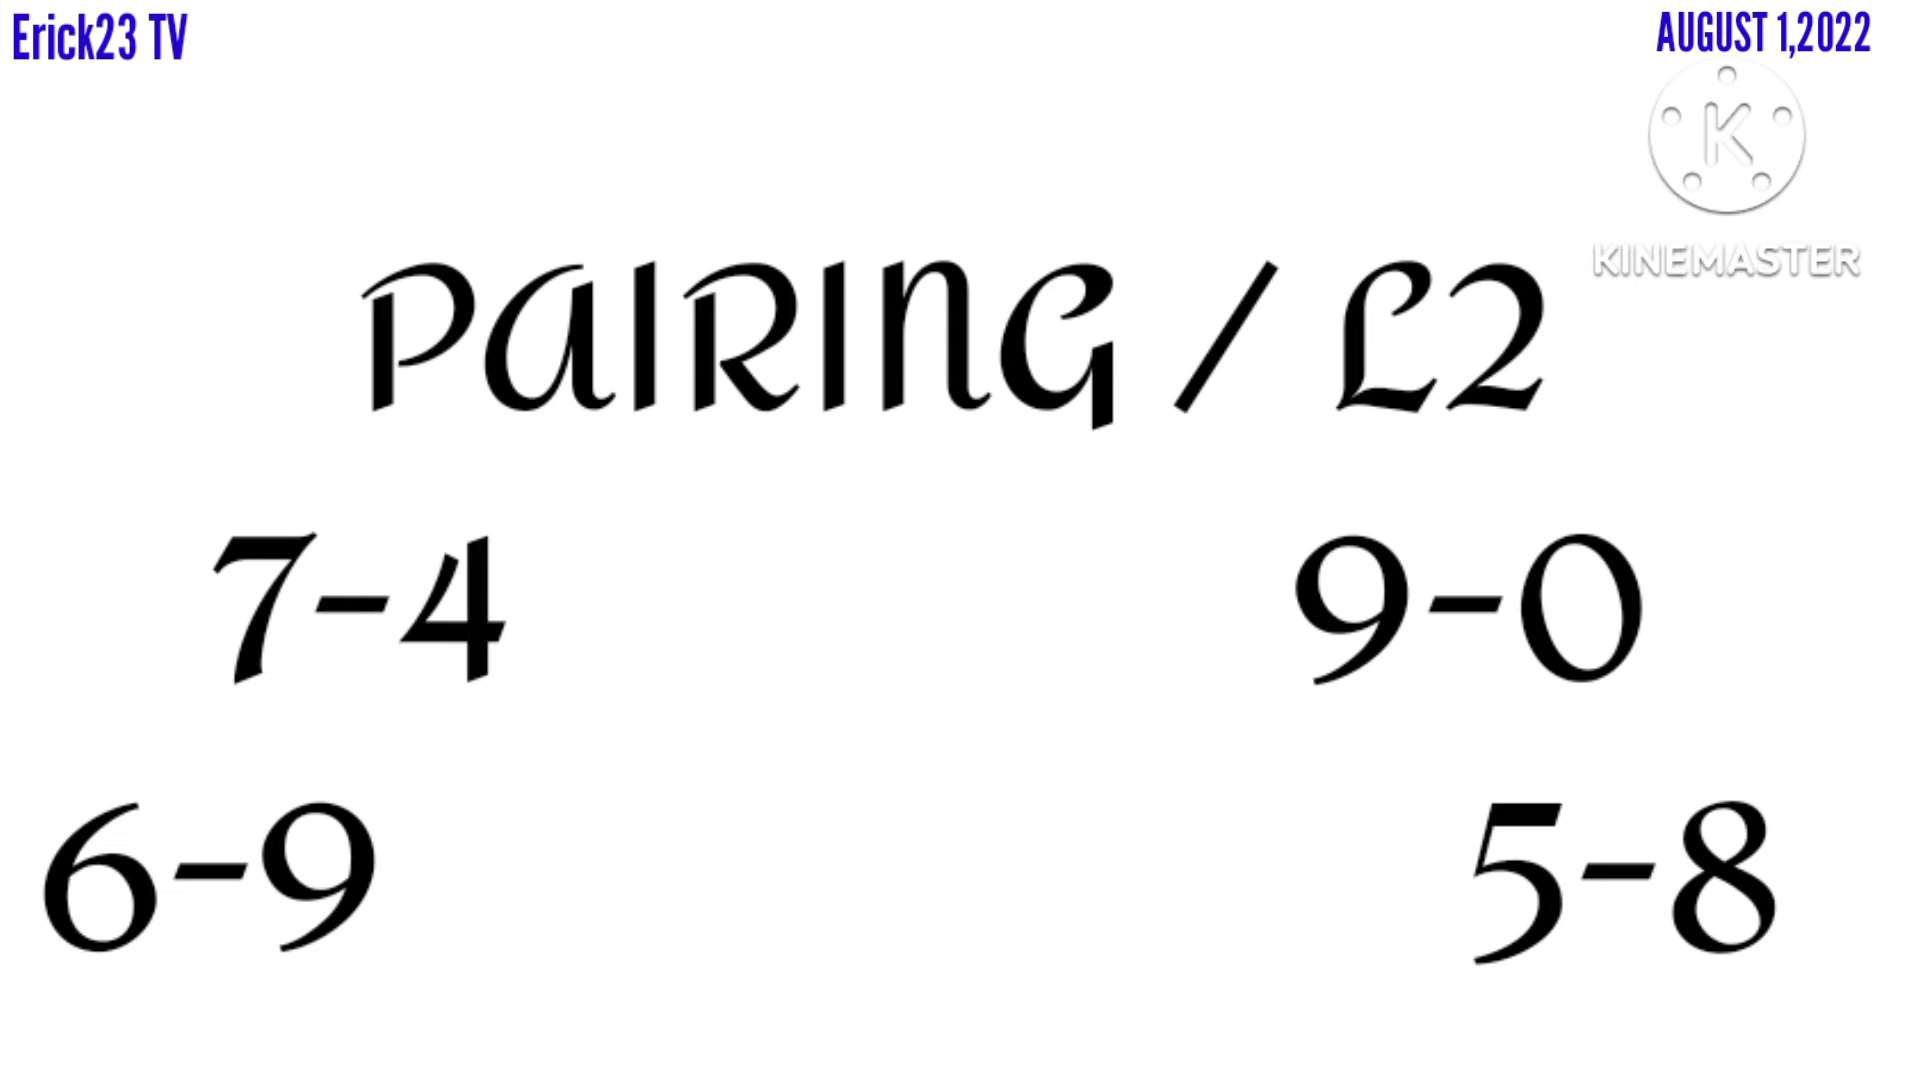 Erick23 TV
AUGUST 1,2022
K
KINEMASTER
PAIRING / L2
7-4
9-0
6-9
5-8